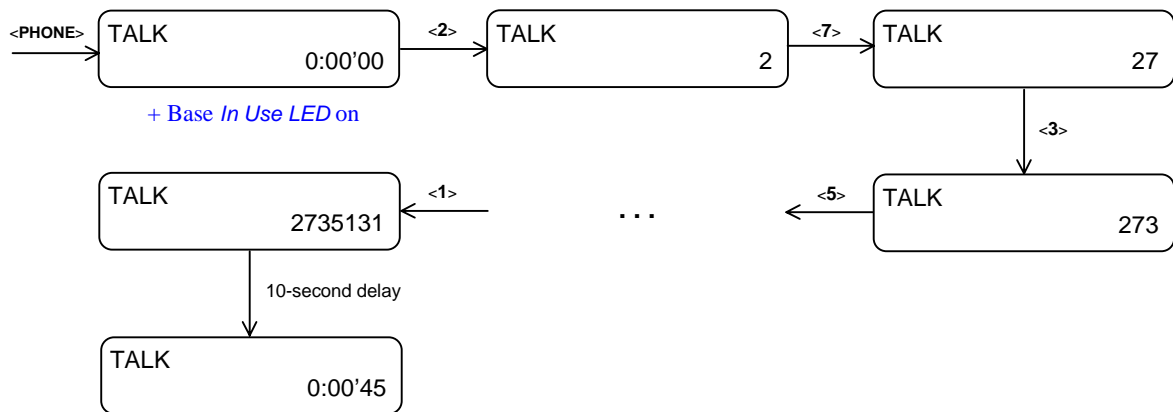 <PHONE>
TALK
0:00’00
<2>
TALK
2
<7>
TALK
27
+ Base In Use LED on
<3>
TALK
273
<5>
. . .
<1>
TALK
2735131
10-second delay
TALK
0:00’45